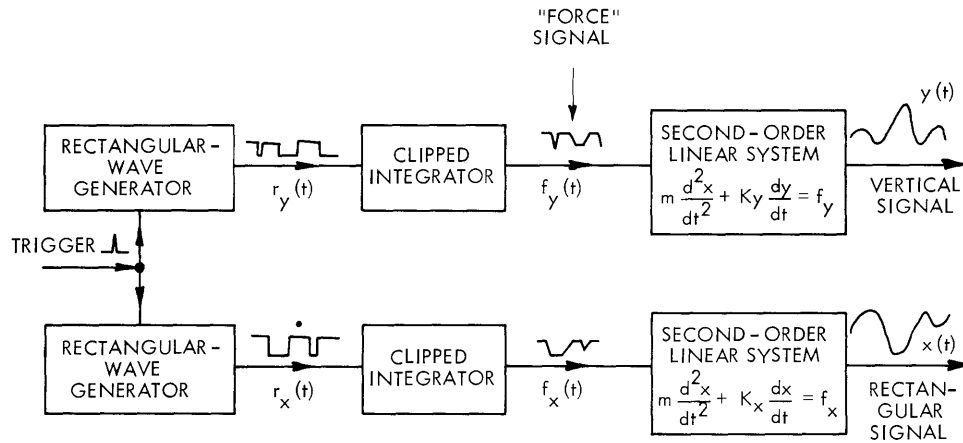 "FORCE"
SIGNAL
y(t)
RECTANGULAR-
WAVE
GENERATOR
r_y(t)
CLIPPED
INTEGRATOR
f_y(t)
SECOND-ORDER
LINEAR SYSTEM
m d²x/dt² + Ky dy/dt = f_y
VERTICAL
SIGNAL
TRIGGER
RECTANGULAR-
WAVE
GENERATOR
r_x(t)
CLIPPED
INTEGRATOR
f_x(t)
SECOND-ORDER
LINEAR SYSTEM
m d²x/dt² + K_x dx/dt = f_x
x(t)
RECTAN-
GULAR
SIGNAL